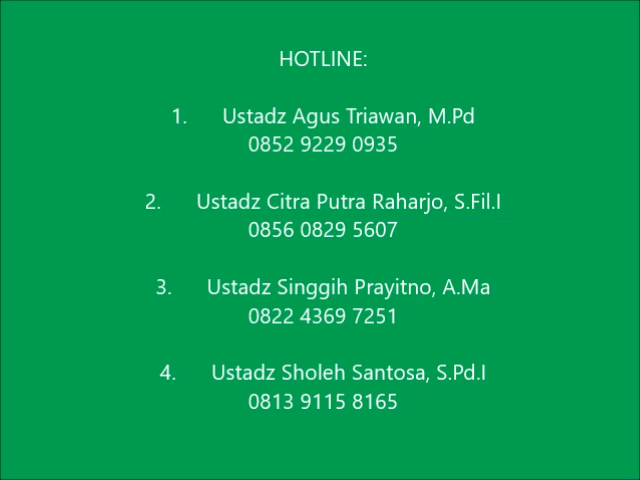 HOTLINE:
1. Ustadz Agus Triawan, M.Pd
0852 9229 0935
2. Ustadz Citra Putra Raharjo, S.Fil.I
0856 0829 5607
3. Ustadz Singgih Prayitno, A.Ma
0822 4369 7251
4. Ustadz Sholeh Santosa, S.Pd.I
0813 9115 8165